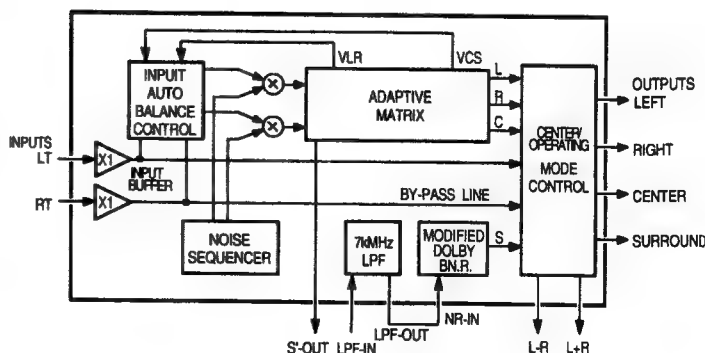 VLR
VCS
INPUIT
AUTO
BALANCE
CONTROL
X
X
ADAPTIVE
MATRIX
L
R
C
CENTER/
OPERATING
MODE
CONTROL
OUTPUTS
LEFT
RIGHT
CENTER
SURROUND
INPUTS
LT
X1
INPUT
BUFFER
RT
X1
BY-PASS LINE
NOISE
SEQUENCER
7kMHz
LPF
MODIFIED
DOLBY
BN.R.
S
S'-OUT
LPF-IN
LPF-OUT
NR-IN
L-R
L+R